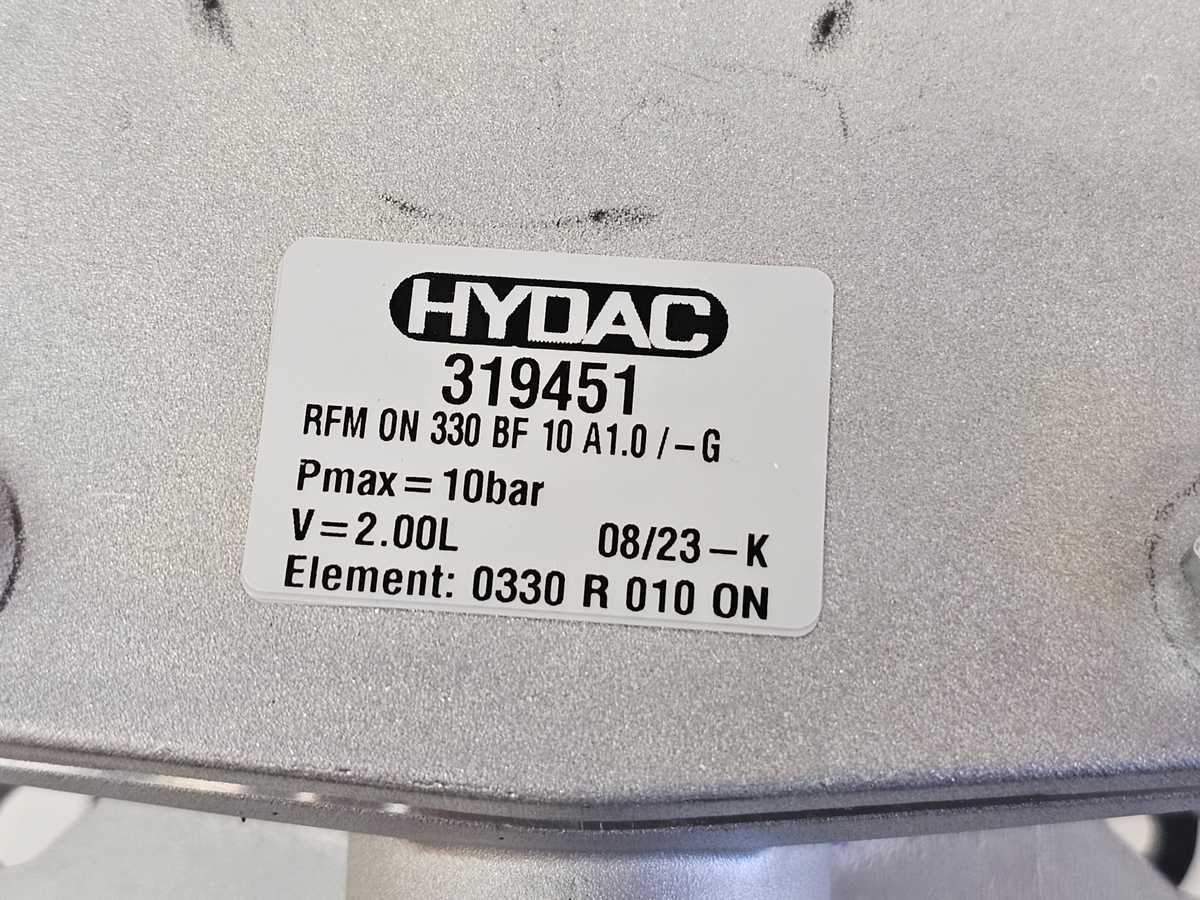 HYDAC
319451
RFM ON 330 BF 10 A1.0 /-G
Pmax=10bar
V=2.00L 08/23-K
Element: 0330 R 010 ON